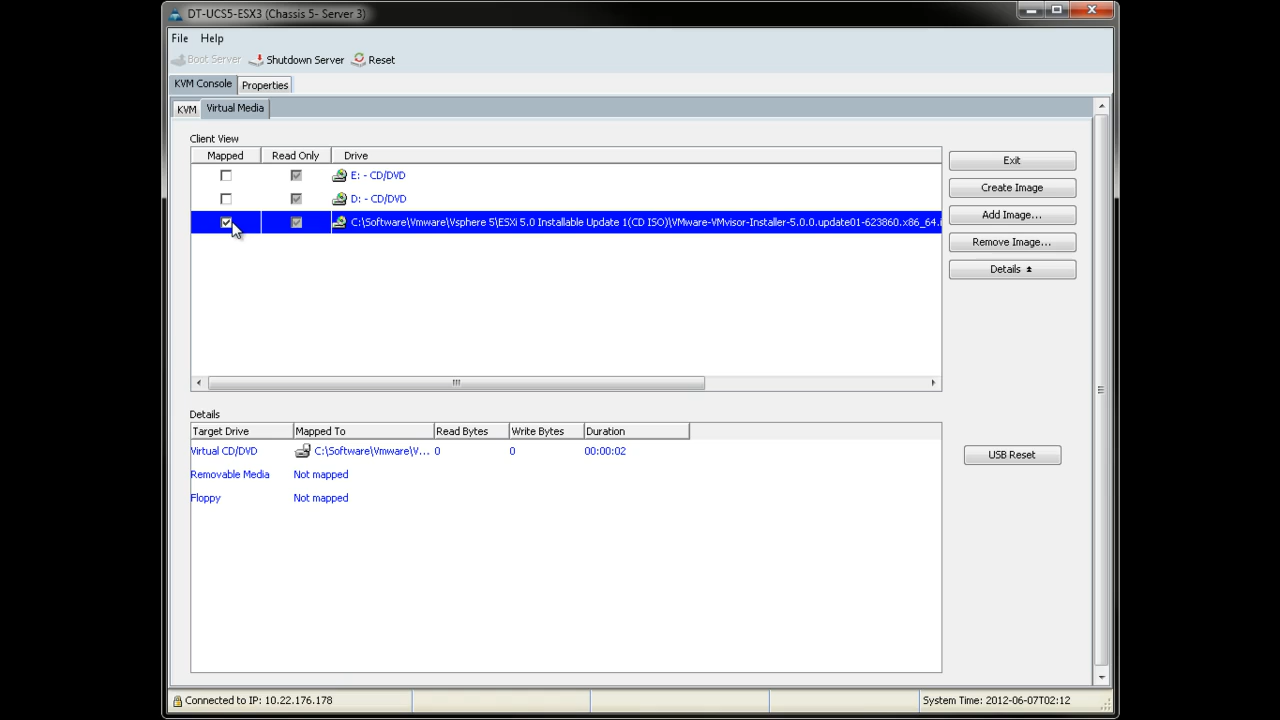 DT-UCS5-ESX3 (Chassis 5- Server 3)
File Help
Boot Server Shutdown Server Reset
KVM Console Properties
KVM Virtual Media
Client View
Mapped Read Only Drive
E: - CD/DVD
D: - CD/DVD
C:\Software\Vmware\Vsphere 5\ESXi 5.0 Installable Update 1(CD ISO)\VMware-VMvisor-Installer-5.0.0.update01-623860.x86_64.i
Exit
Create Image
Add Image...
Remove Image...
Details
Details
Target Drive Mapped To Read Bytes Write Bytes Duration
Virtual CD/DVD C:\Software\Vmware\V... 0 0 00:00:02
Removable Media Not mapped
Floppy Not mapped
USB Reset
Connected to IP: 10.22.176.178
System Time: 2012-06-07T02:12